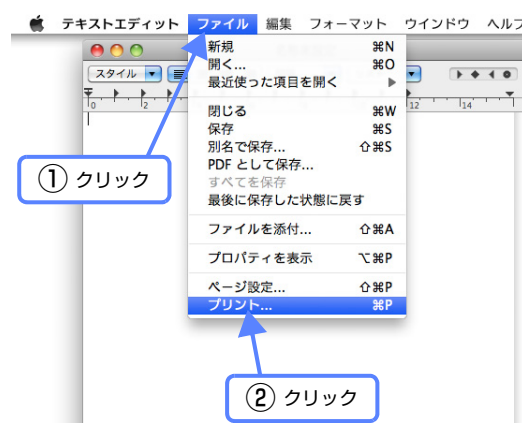 テキストエディット ファイル 編集 フォーマット ウインドウ ヘル
新規 ⌘N
スタイル
開く... ⌘O
最近使った項目を開く ▶
0 2 12 14
閉じる ⌘W
保存 ⌘S
別名で保存... ⇧⌘S
PDF として保存...
① クリック
すべてを保存
最後に保存した状態に戻す
ファイルを添付... ⇧⌘A
プロパティを表示 ⌥⌘P
ページ設定... ⇧⌘P
プリント... ⌘P
② クリック